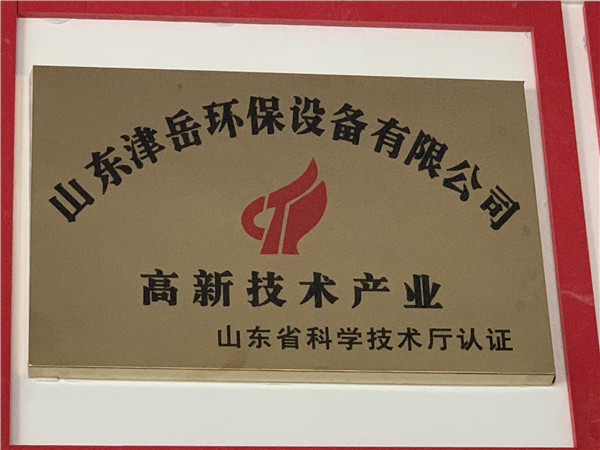 山东津岳环保设备有限公司
高新技术产业
山东省科学技术厅认证